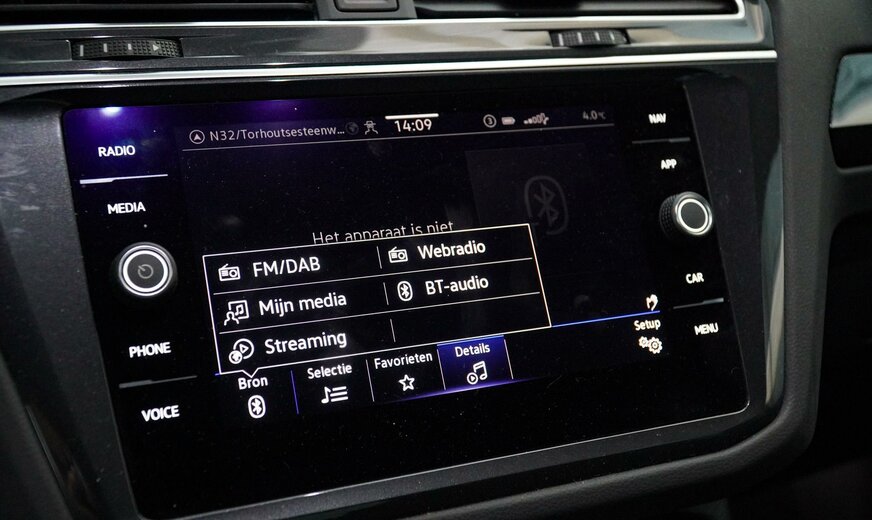 RADIO
MEDIA
PHONE
VOICE
N32/Torhoutsesteenw...
14:09
3
4.0°C
NAV
APP
CAR
MENU
Het apparaat is niet
FM/DAB
Webradio
Mijn media
BT-audio
Streaming
Bron
Selectie
Favorieten
Details
Setup